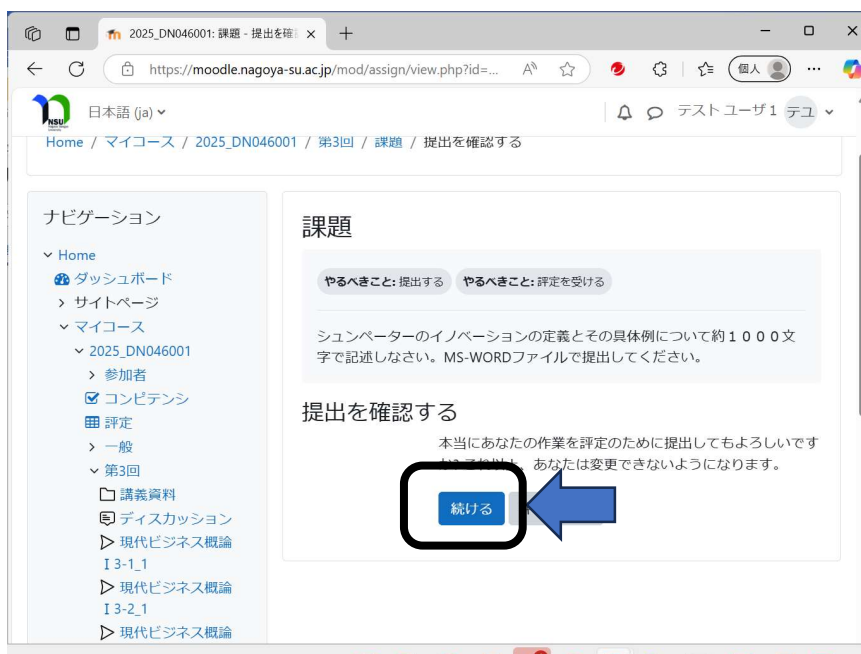 2025_DN046001: 課題 - 提出を確
https://moodle.nagoya-su.ac.jp/mod/assign/view.php?id=...
個人
NSU
日本語 (ja)
テストユーザ1 テユ
Home / マイコース / 2025_DN046001 / 第3回 / 課題 / 提出を確認する
ナビゲーション
Home
ダッシュボード
サイトページ
マイコース
2025_DN046001
参加者
コンピテンシ
評定
一般
第3回
講義資料
ディスカッション
現代ビジネス概論
I 3-1_1
現代ビジネス概論
I 3-2_1
現代ビジネス概論
課題
やるべきこと: 提出する やるべきこと: 評定を受ける
シュンペーターのイノベーションの定義とその具体例について約１０００文
字で記述しなさい。MS-WORDファイルで提出してください。
提出を確認する
本当にあなたの作業を評定のために提出してもよろしいです
あなたは変更できないようになります。
続ける